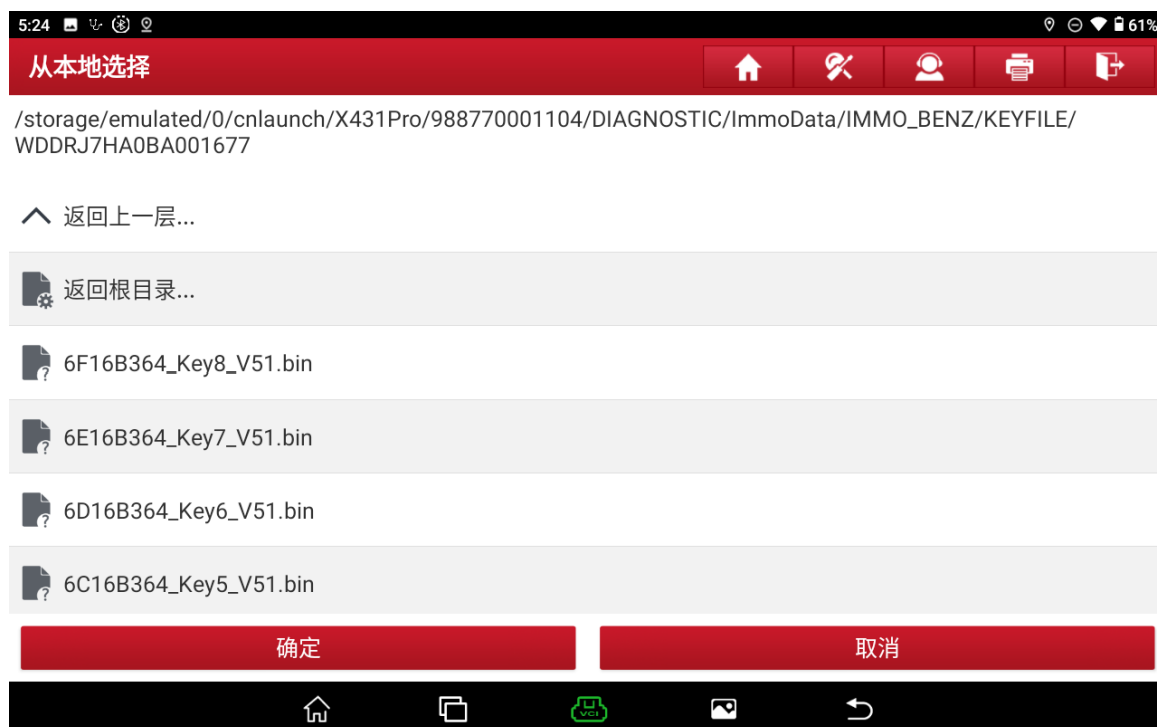 5:24
61%
从本地选择
/storage/emulated/0/cnlaunch/X431Pro/988770001104/DIAGNOSTIC/ImmoData/IMMO_BENZ/KEYFILE/
WDDRJ7HA0BA001677
返回上一层...
返回根目录...
6F16B364_Key8_V51.bin
6E16B364_Key7_V51.bin
6D16B364_Key6_V51.bin
6C16B364_Key5_V51.bin
确定
取消
VCI